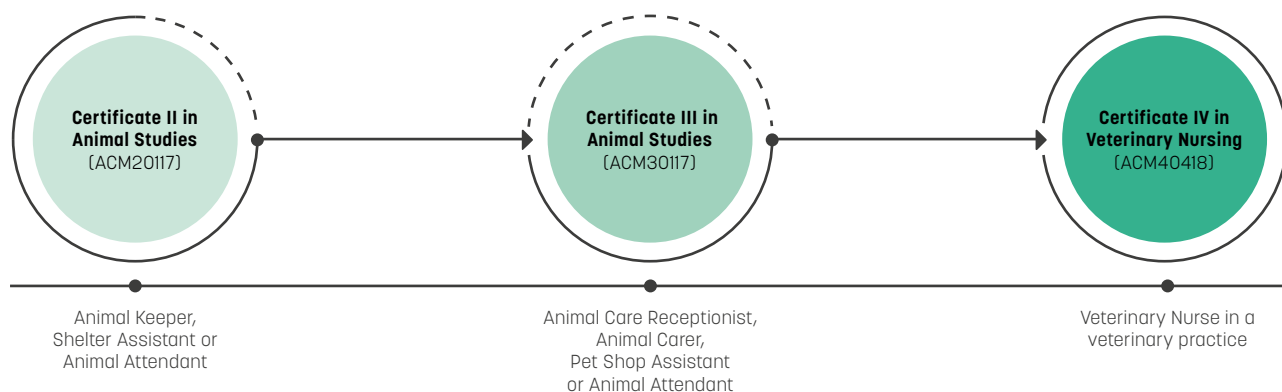 Certificate II in
Animal Studies
(ACM20117)
Certificate III in
Animal Studies
(ACM30117)
Certificate IV in
Veterinary Nursing
(ACM40418)
Animal Keeper,
Shelter Assistant or
Animal Attendant
Animal Care Receptionist,
Animal Carer,
Pet Shop Assistant
or Animal Attendant
Veterinary Nurse in a
veterinary practice